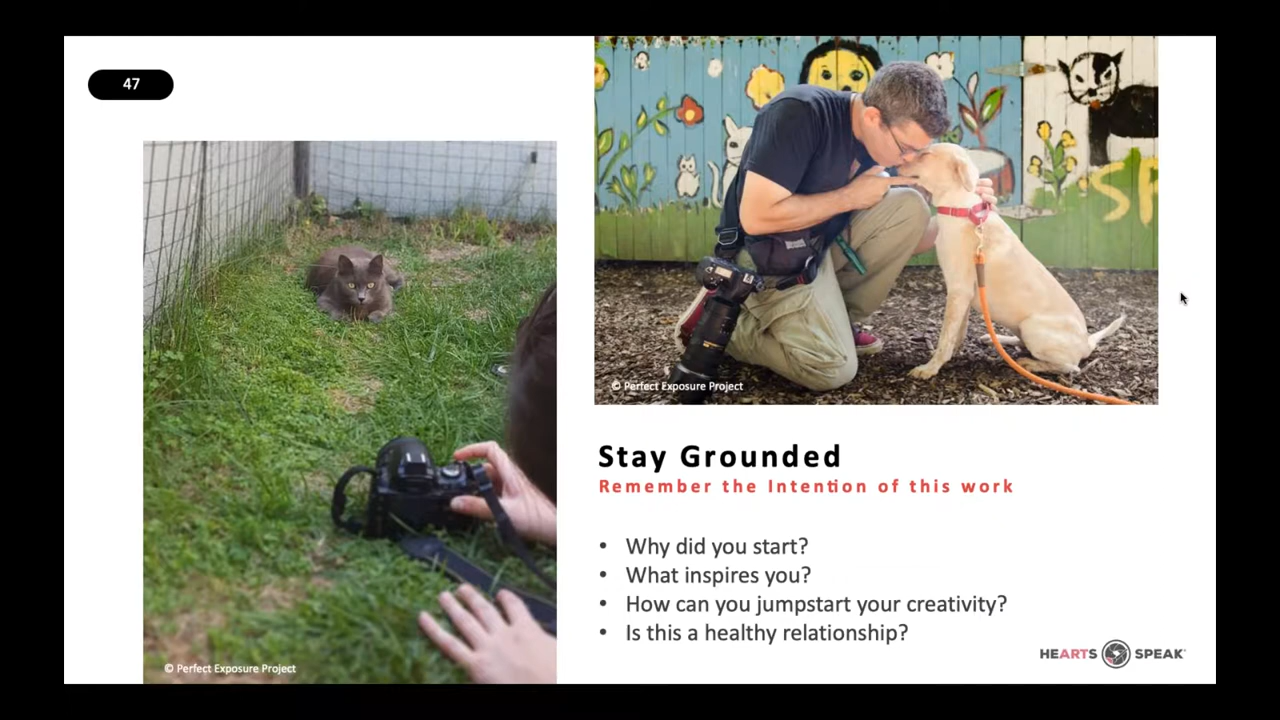 47
SP
© Perfect Exposure Project
Stay Grounded
Remember the Intention of this work
• Why did you start?
• What inspires you?
• How can you jumpstart your creativity?
• Is this a healthy relationship?
HEARTS SPEAK
© Perfect Exposure Project